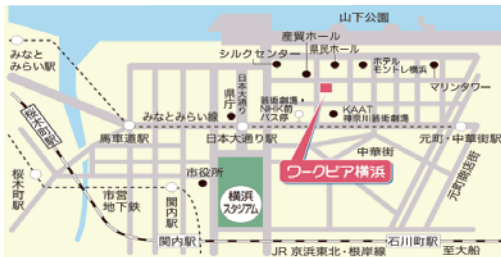 山下公園
産貿ホール
シルクセンター
県民ホール
ホテル
モントレ横浜
マリンタワー
みなと
みらい駅
桜木町駅
日本大通り
県庁
みなとみらい線
芸術劇場・
NHK前
バス停
KAAT
神奈川芸術劇場
馬車道駅
日本大通り駅
元町・中華街駅
ワークピア横浜
中華街
元町商店街
市役所
横浜
スタジアム
桜木町駅
市営
地下鉄
関内駅
関内駅
石川町駅
JR 京浜東北・根岸線
至大船